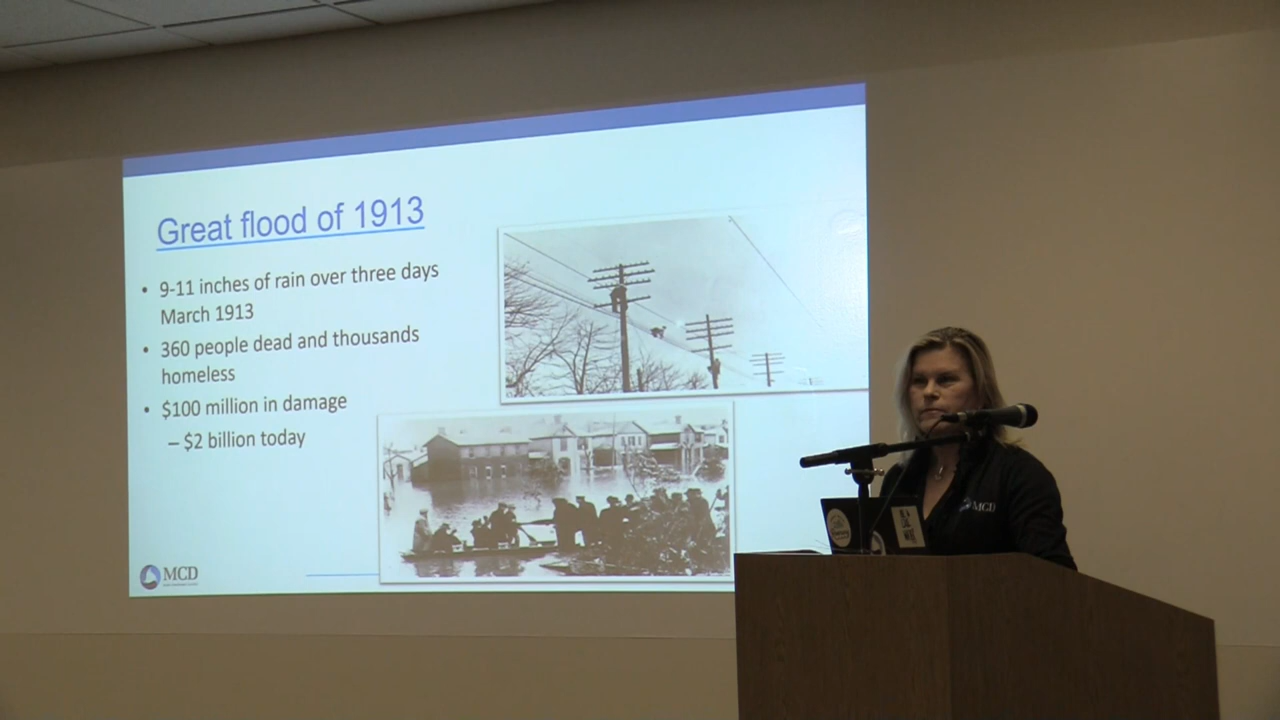 Great flood of 1913
• 9-11 inches of rain over three days
March 1913
• 360 people dead and thousands
homeless
• $100 million in damage
– $2 billion today
MCD
MCD